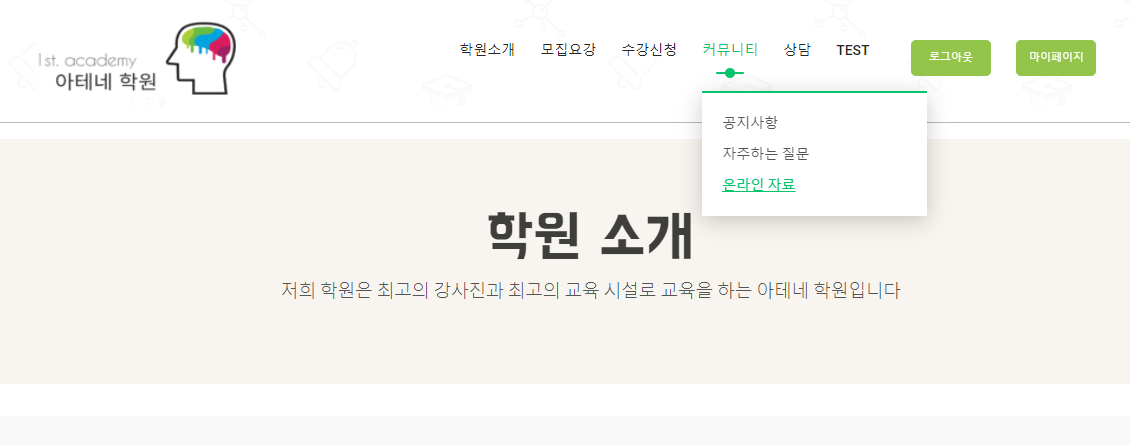 1st. academy
아테네 학원
학원소개 모집요강 수강신청 커뮤니티 상담 TEST 로그아웃 마이페이지
공지사항
자주하는 질문
온라인 자료
학원 소개
저희 학원은 최고의 강사진과 최고의 교육 시설로 교육을 하는 아테네 학원입니다